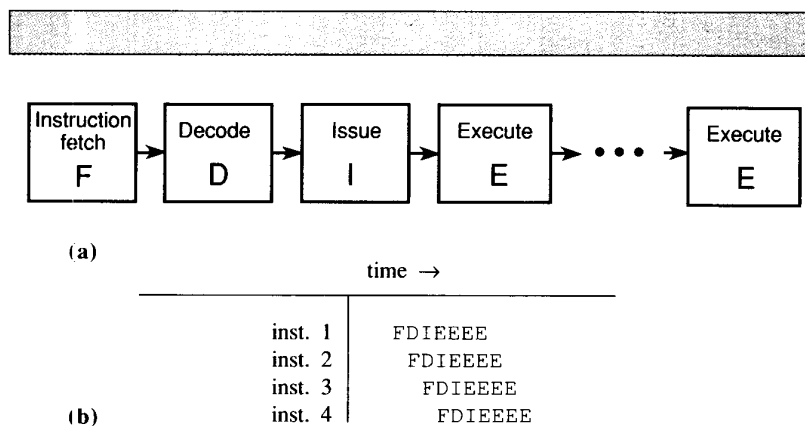 Instruction fetch F
Decode D
Issue I
Execute E
• • •
Execute E
(a)
time →
inst. 1 FDIEEEE
inst. 2 FDIEEEE
inst. 3 FDIEEEE
(b) inst. 4 FDIEEEE